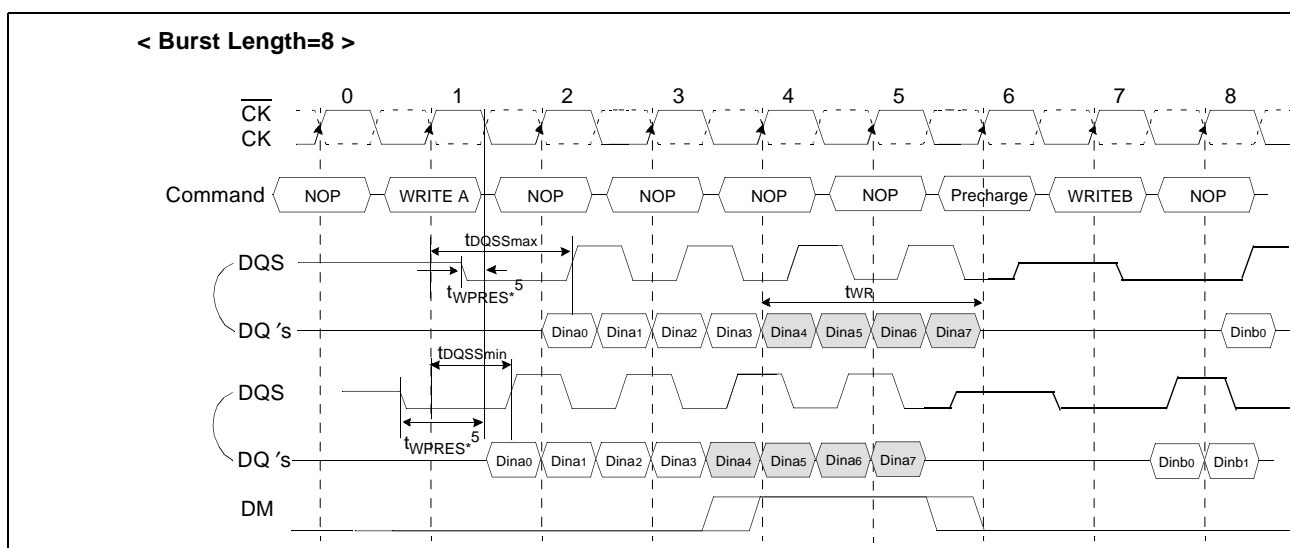 < Burst Length=8 >
0 1 2 3 4 5 6 7 8
CK
CK
Command NOP WRITE A NOP NOP NOP NOP Precharge WRITEB NOP
tDQSSmax
DQS
tWPRES*5
tWR
DQ ′s Dina0 Dina1 Dina2 Dina3 Dina4 Dina5 Dina6 Dina7 Dinb0
tDQSSmin
DQS
tWPRES*5
DQ ′s Dina0 Dina1 Dina2 Dina3 Dina4 Dina5 Dina6 Dina7 Dinb0 Dinb1
DM